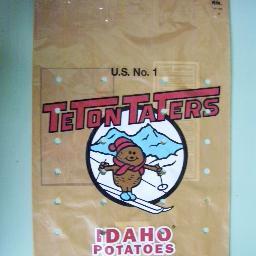 U.S. No. 1
TETON TATERS
IDAHO
POTATOES